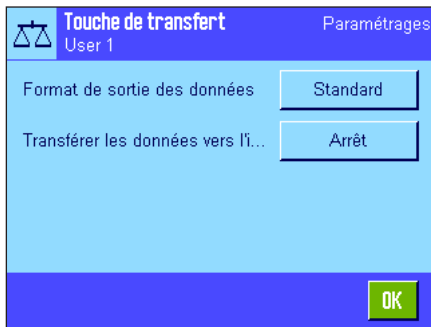 Touche de transfert
Paramétrages
User 1
Format de sortie des données
Standard
Transférer les données vers l'i...
Arrêt
OK